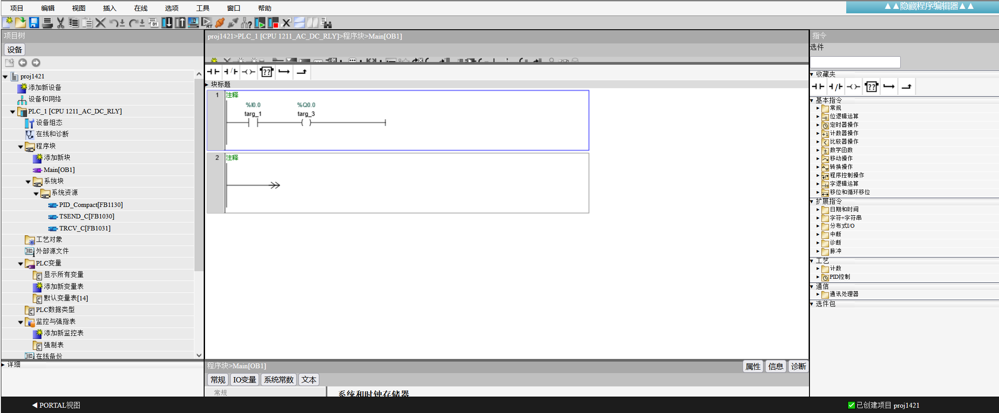 项目 编辑 视图 插入 在线 选项 工具 窗口 帮助
▲▲隐藏程序编辑器▲▲
项目树
设备
proj1421
添加新设备
设备和网络
PLC_1 [CPU 1211_AC_DC_RLY]
设备组态
在线和诊断
程序块
添加新块
Main[OB1]
系统块
系统资源
PID_Compact[FB1130]
TSEND_C[FB1030]
TRCV_C[FB1031]
工艺对象
外部源文件
PLC变量
显示所有变量
添加新变量表
默认变量表[14]
PLC数据类型
监控与强指表
添加新监控表
强制表
在线备份
详细
proj1421>PLC_1 [CPU 1211_AC_DC_RLY]>程序块>Main[OB1]
??
块标题
1 注释
%I0.0 %Q0.0
targ_1 targ_3
2 注释
程序块>Main[OB1]
属性 信息 诊断
常规 IO变量 系统常数 文本
常规
系统和时钟存储器
指令
选件
收藏夹
??
基本指令
常规
位逻辑运算
定时器操作
计数器操作
比较器操作
数学函数
移动操作
转换操作
程序控制操作
字逻辑运算
移位和循环移位
扩展指令
日期和时间
字符+字符串
分布式I/O
中断
诊断
脉冲
工艺
计数
PID控制
通信
通讯处理器
选件包
PORTAL视图
已创建项目 proj1421